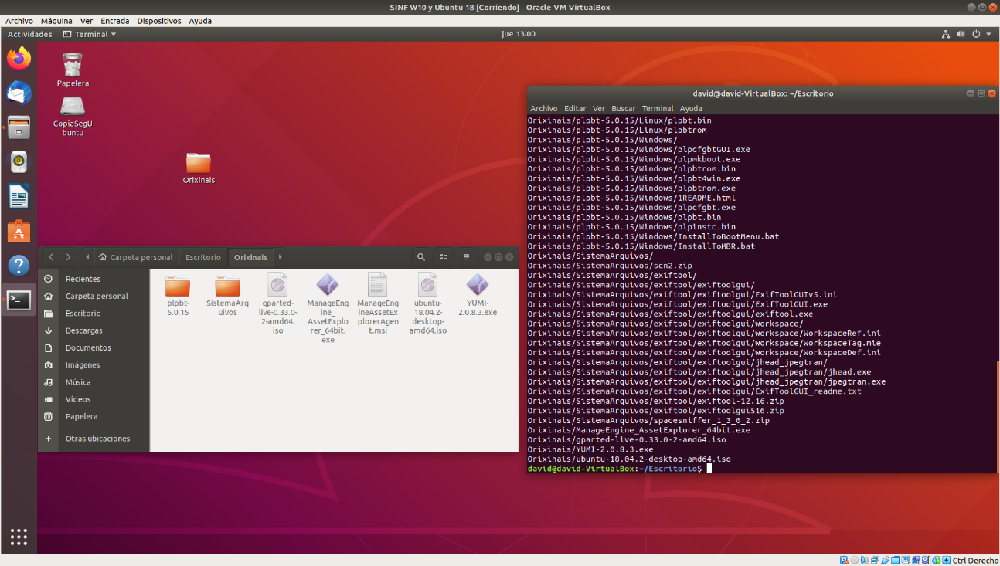 SINF W10 y Ubuntu 18 [Corriendo] - Oracle VM VirtualBox
Archivo Máquina Ver Entrada Dispositivos Ayuda
Actividades Terminal jue 13:00
Papelera
CopiaSegU
buntu
Orixinais
Carpeta personal Escritorio Orixinais
Recientes
Carpeta personal
Escritorio
Descargas
Documentos
Imágenes
Música
Vídeos
Papelera
+ Otras ubicaciones
plpbt-
5.0.15
SistemaArq
uivos
gparted-
live-0.33.0-
2-amd64.
iso
ManageEng
ine_
AssetExplo
rer_64bit.
exe
ManageEng
ineAssetEx
plorerAgen
t.msi
ubuntu-
18.04.2-
desktop-
amd64.iso
YUMI-
2.0.8.3.exe
david@david-VirtualBox: ~/Escritorio
Archivo Editar Ver Buscar Terminal Ayuda
Orixinais/plpbt-5.0.15/Linux/plpbt.bin
Orixinais/plpbt-5.0.15/Linux/plpbtrom
Orixinais/plpbt-5.0.15/Windows/
Orixinais/plpbt-5.0.15/Windows/plpcfgbtGUI.exe
Orixinais/plpbt-5.0.15/Windows/plpmkboot.exe
Orixinais/plpbt-5.0.15/Windows/plpbtrom.bin
Orixinais/plpbt-5.0.15/Windows/plpbt4win.exe
Orixinais/plpbt-5.0.15/Windows/plpbtrom.exe
Orixinais/plpbt-5.0.15/Windows/1README.html
Orixinais/plpbt-5.0.15/Windows/plpcfgbt.exe
Orixinais/plpbt-5.0.15/Windows/plpbt.bin
Orixinais/plpbt-5.0.15/Windows/plpinstc.bin
Orixinais/plpbt-5.0.15/Windows/InstallToBootMenu.bat
Orixinais/plpbt-5.0.15/Windows/InstallToMBR.bat
Orixinais/SistemaArquivos/
Orixinais/SistemaArquivos/scn2.zip
Orixinais/SistemaArquivos/exiftool/
Orixinais/SistemaArquivos/exiftool/exiftoolgui/
Orixinais/SistemaArquivos/exiftool/exiftoolgui/ExifToolGUIv5.ini
Orixinais/SistemaArquivos/exiftool/exiftoolgui/ExifToolGUI.exe
Orixinais/SistemaArquivos/exiftool/exiftoolgui/exiftool.exe
Orixinais/SistemaArquivos/exiftool/exiftoolgui/workspace/
Orixinais/SistemaArquivos/exiftool/exiftoolgui/workspace/WorkspaceRef.ini
Orixinais/SistemaArquivos/exiftool/exiftoolgui/workspace/WorkspaceTag.mie
Orixinais/SistemaArquivos/exiftool/exiftoolgui/workspace/WorkspaceDef.ini
Orixinais/SistemaArquivos/exiftool/exiftoolgui/jhead_jpegtran/
Orixinais/SistemaArquivos/exiftool/exiftoolgui/jhead_jpegtran/jhead.exe
Orixinais/SistemaArquivos/exiftool/exiftoolgui/jhead_jpegtran/jpegtran.exe
Orixinais/SistemaArquivos/exiftool/exiftoolgui/ExifToolGUI_readme.txt
Orixinais/SistemaArquivos/exiftool/exiftool-12.16.zip
Orixinais/SistemaArquivos/exiftool/exiftoolgui516.zip
Orixinais/SistemaArquivos/spacesniffer_1_3_0_2.zip
Orixinais/ManageEngine_AssetExplorer_64bit.exe
Orixinais/gparted-live-0.33.0-2-amd64.iso
Orixinais/YUMI-2.0.8.3.exe
Orixinais/ubuntu-18.04.2-desktop-amd64.iso
david@david-VirtualBox:~/Escritorio$
Ctrl Derecho